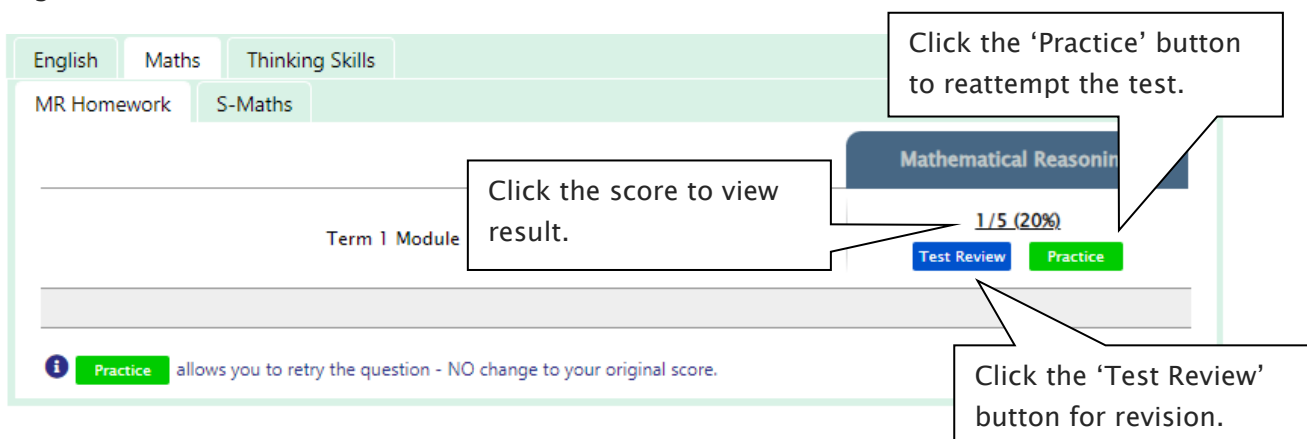 English Maths Thinking Skills
Click the ‘Practice’ button
to reattempt the test.
MR Homework S-Maths
Mathematical
Click the score to view
result.
Term 1 Module
1/5 (20%)
Test Review Practice
Practice allows you to retry the question - NO change to your original score.
Click the ‘Test Review’
button for revision.